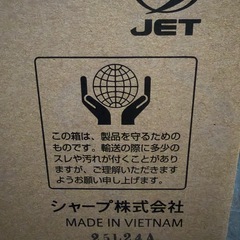 JET
この箱は、製品を守るための
ものです。輸送の際に多少の
スレや汚れが付くことがあり
ますが、ご理解いただきます
ようお願い申し上げます。
シャープ株式会社
MADE IN VIETNAM
25L24A